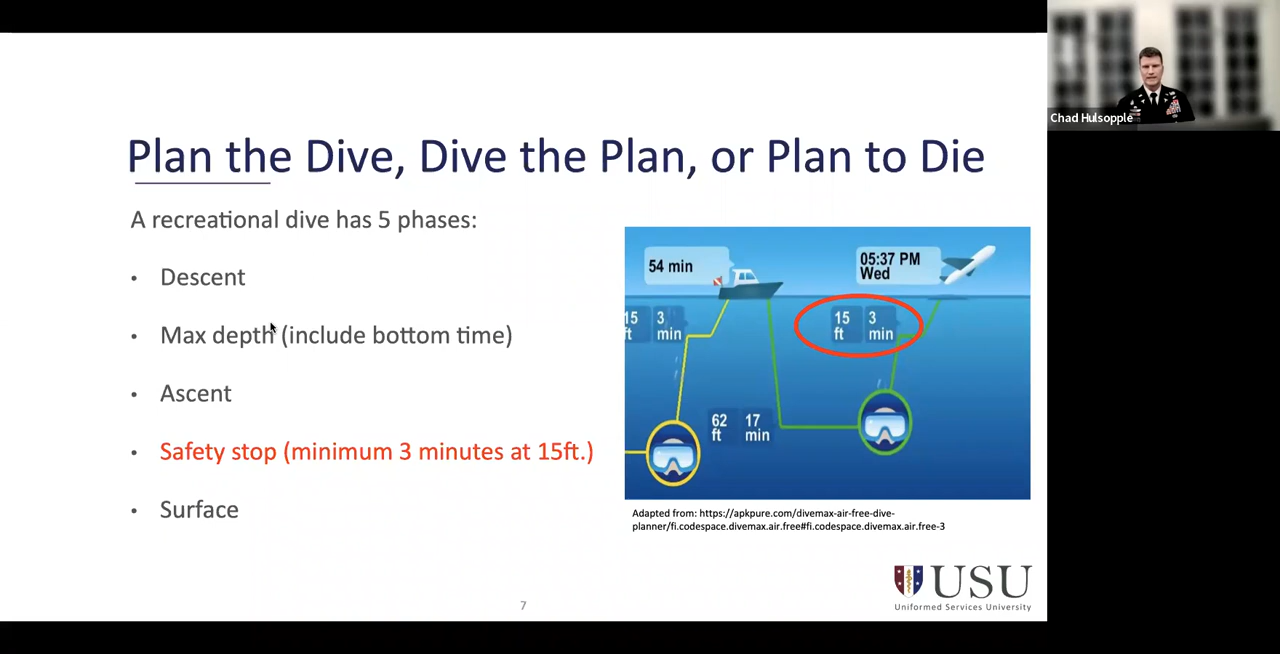 Plan the Dive, Dive the Plan, or Plan to Die
A recreational dive has 5 phases:
• Descent
• Max depth (include bottom time)
• Ascent
• Safety stop (minimum 3 minutes at 15ft.)
• Surface
54 min
05:37 PM
Wed
15 3
ft min
15 3
ft min
62 17
ft min
Adapted from: https://apkpure.com/divemax-air-free-dive-
planner/fi.codespace.divemax.air.free#fi.codespace.divemax.air.free-3
USU
Uniformed Services University
7
Chad Hulsopple